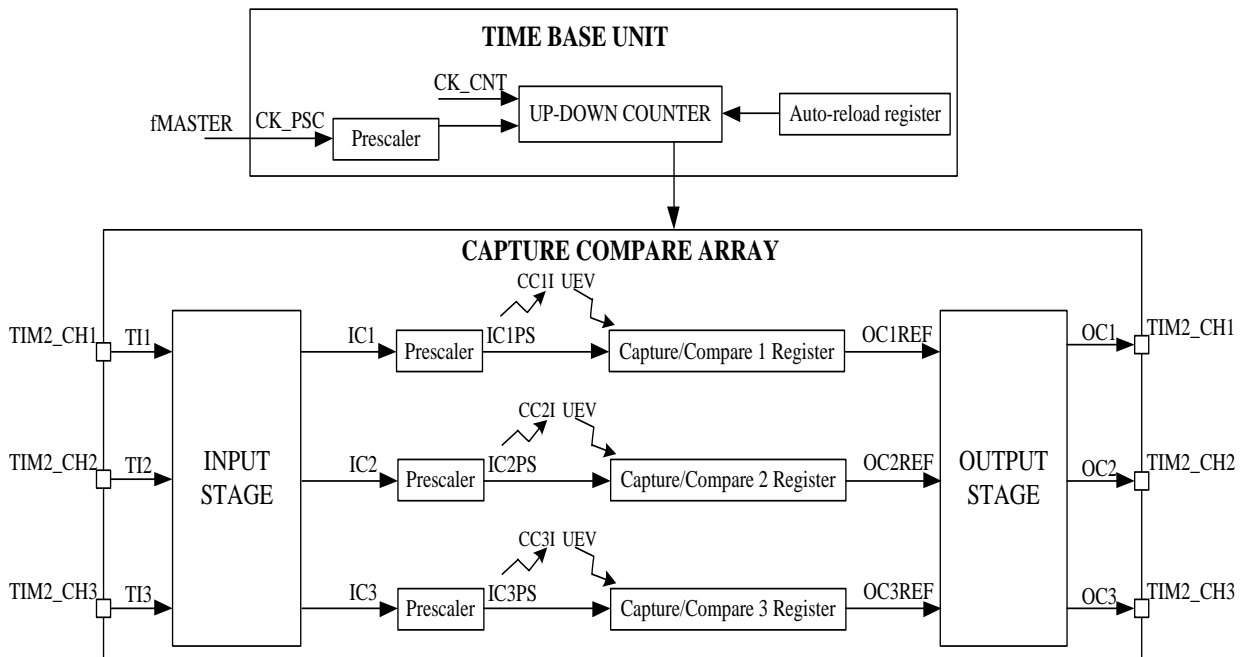 TIME BASE UNIT
CK_CNT
fMASTER
CK_PSC
Prescaler
UP-DOWN COUNTER
Auto-reload register
CAPTURE COMPARE ARRAY
CC1I UEV
TIM2_CH1
TI1
IC1
Prescaler
IC1PS
Capture/Compare 1 Register
OC1REF
OC1
TIM2_CH1
CC2I UEV
TIM2_CH2
TI2
INPUT
STAGE
IC2
Prescaler
IC2PS
Capture/Compare 2 Register
OC2REF
OUTPUT
STAGE
OC2
TIM2_CH2
CC3I UEV
TIM2_CH3
TI3
IC3
Prescaler
IC3PS
Capture/Compare 3 Register
OC3REF
OC3
TIM2_CH3